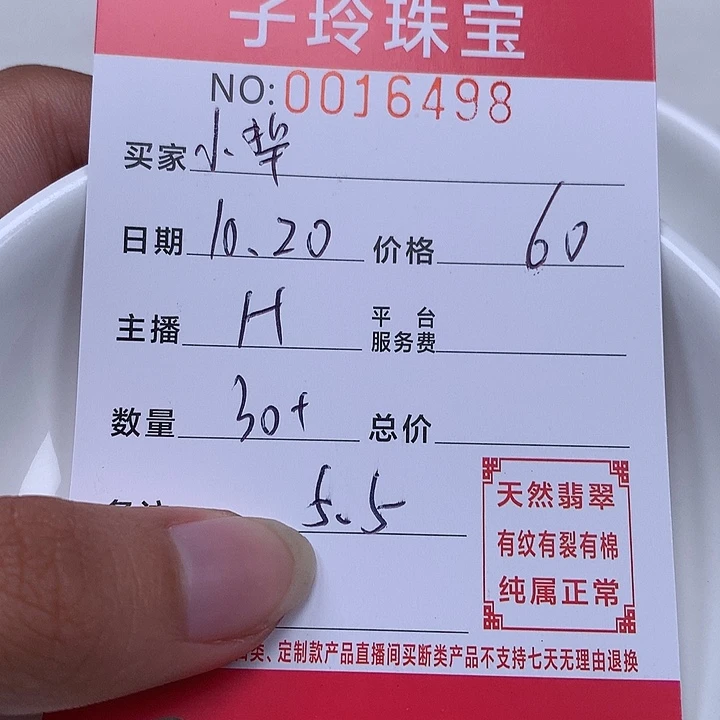 子玲珠宝
NO:0016498
买家 小翠
日期 10.20 价格 60
主播 H 平台服务费
数量 30+ 总价
5.5
天然翡翠
有纹有裂有棉
纯属正常
类、定制款产品直播间买断类产品不支持七天无理由退换